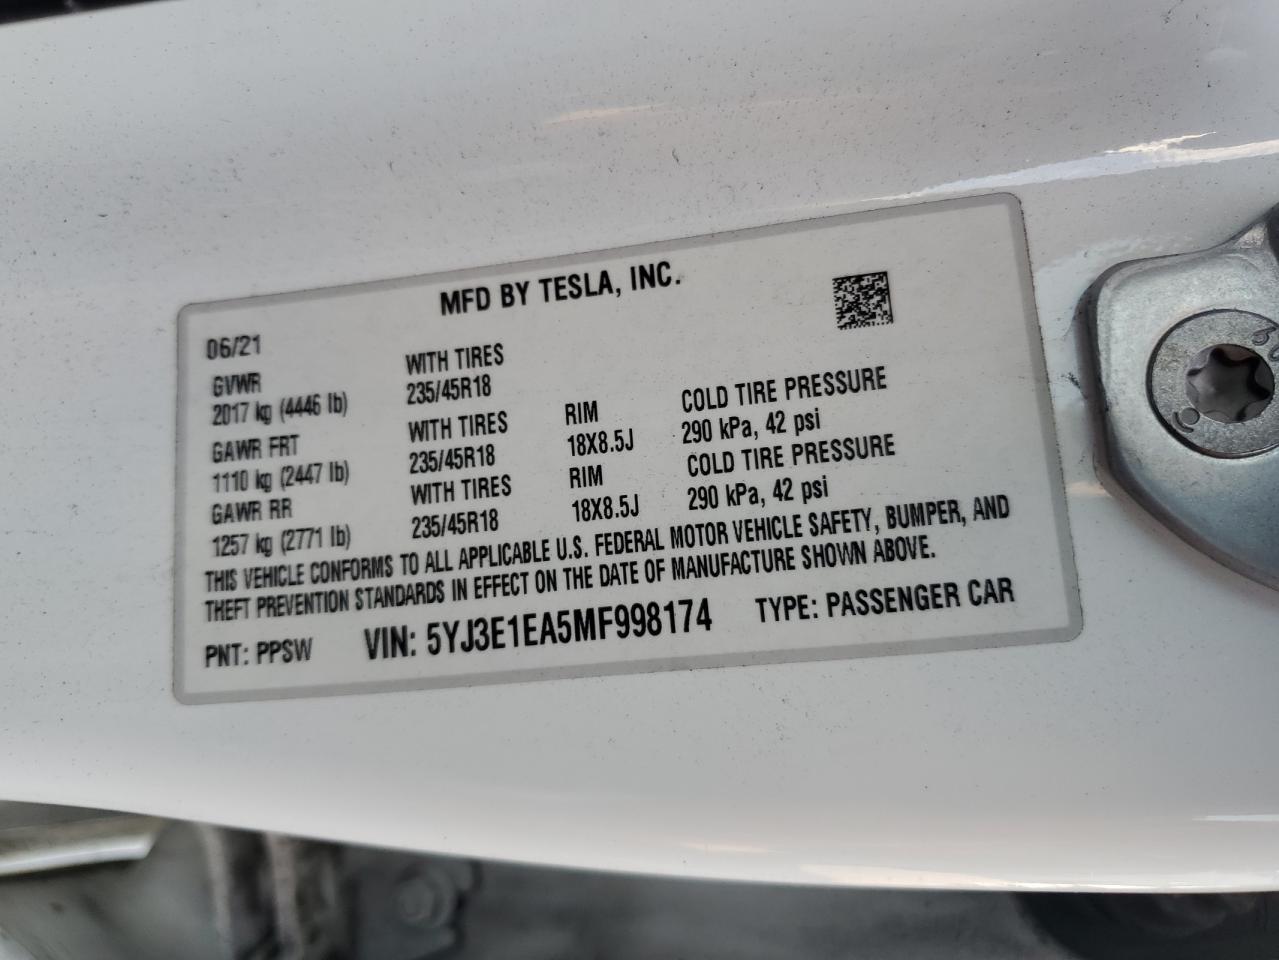 MFD BY TESLA, INC.
06/21
GVWR WITH TIRES
2017 kg (4446 lb) 235/45R18
GAWR FRT WITH TIRES RIM COLD TIRE PRESSURE
1110 kg (2447 lb) 235/45R18 18X8.5J 290 kPa, 42 psi
GAWR RR WITH TIRES RIM COLD TIRE PRESSURE
1257 kg (2771 lb) 235/45R18 18X8.5J 290 kPa, 42 psi
THIS VEHICLE CONFORMS TO ALL APPLICABLE U.S. FEDERAL MOTOR VEHICLE SAFETY, BUMPER, AND
THEFT PREVENTION STANDARDS IN EFFECT ON THE DATE OF MANUFACTURE SHOWN ABOVE.
PNT: PPSW VIN: 5YJ3E1EA5MF998174 TYPE: PASSENGER CAR